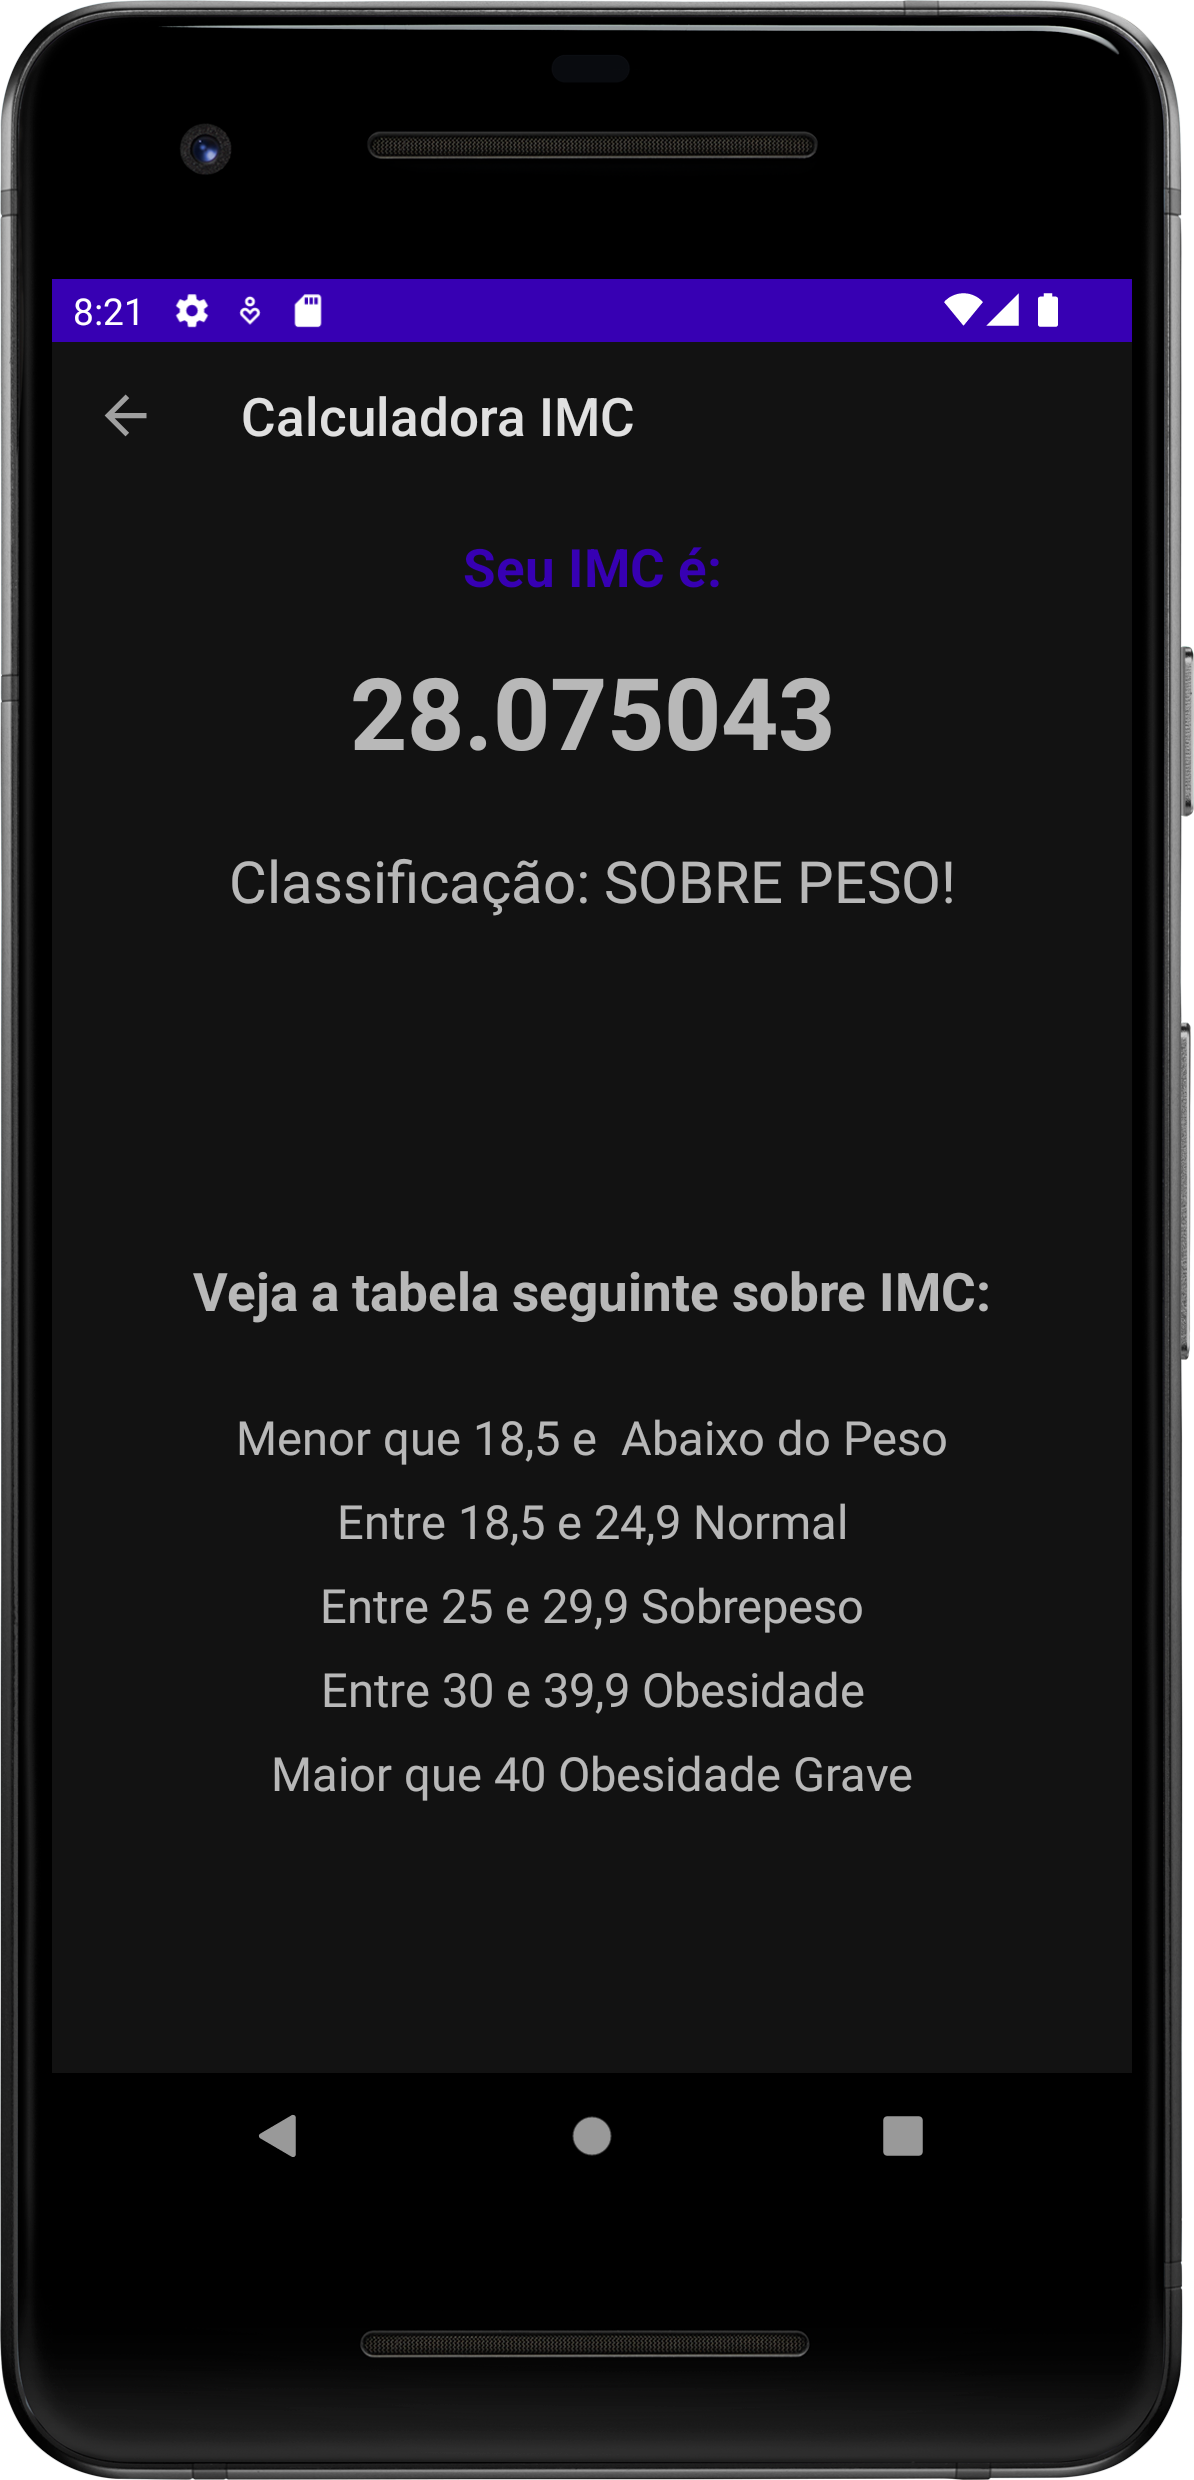 8:21
Calculadora IMC
Seu IMC é:
28.075043
Classificação: SOBRE PESO!
Veja a tabela seguinte sobre IMC:
Menor que 18,5 e  Abaixo do Peso
Entre 18,5 e 24,9 Normal
Entre 25 e 29,9 Sobrepeso
Entre 30 e 39,9 Obesidade
Maior que 40 Obesidade Grave